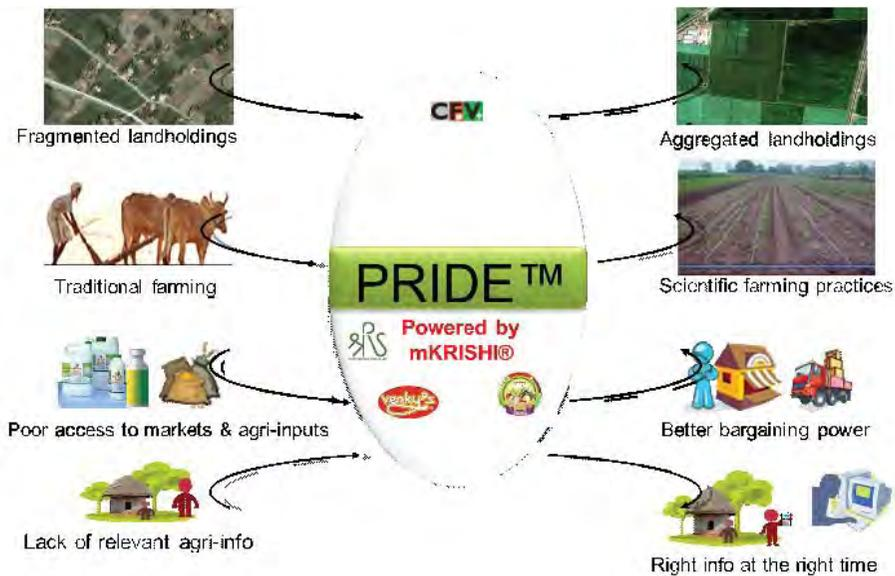 Fragmented landholdings
CFV
Aggregated landholdings
Traditional farming
PRIDE™
Scientific farming practices
Powered by
mKRISHI®
venky's
Poor access to markets & agri-inputs
Better bargaining power
Lack of relevant agri-info
Right info at the right time